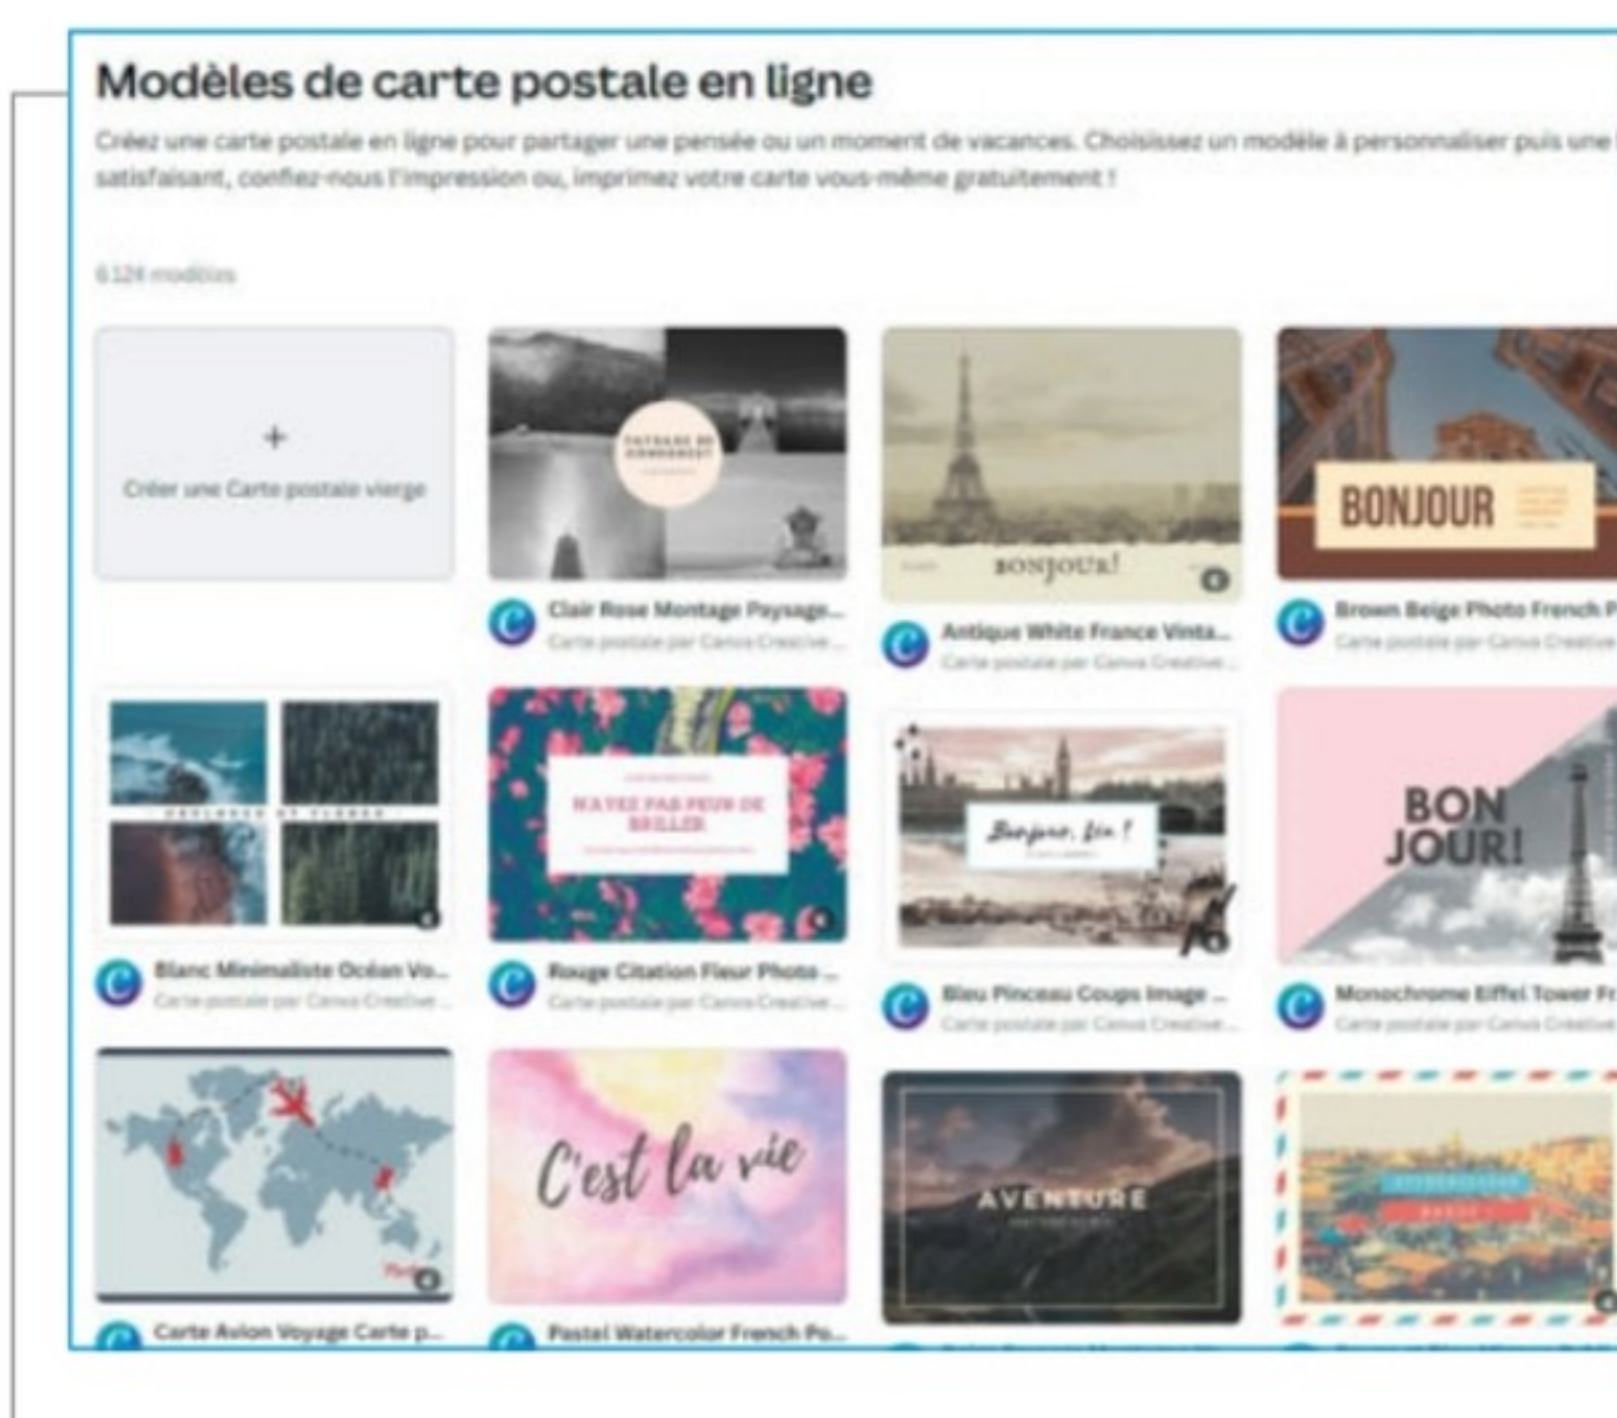 Modèles de carte postale en ligne
Créez une carte postale en ligne pour partager une pensée ou un moment de vacances. Choisissez un modèle à personnaliser puis une
satisfaisant, confiez-nous l'impression ou, imprimez votre carte vous-même gratuitement !
6 124 modèles
+
Créer une Carte postale vierge
BONJOUR!
BONJOUR
Clair Rose Montage Paysage...
Carte postale par Canva Creative ...
Antique White France Vinta...
Carte postale par Canva Creative ...
Brown Beige Photo French P
Carte postale par Canva Creative
N'AYEZ PAS PEUR DE
BRILLER
Bonjour, Lia !
BON
JOUR!
Blanc Minimaliste Océan Vo...
Carte postale par Canva Creative ...
Rouge Citation Fleur Photo ...
Carte postale par Canva Creative ...
Bleu Pinceau Coups Image ...
Carte postale par Canva Creative ...
Monochrome Eiffel Tower Fr
Carte postale par Canva Creative
C'est la vie
AVENTURE
Carte Avion Voyage Carte p...
Pastel Watercolor French Po...